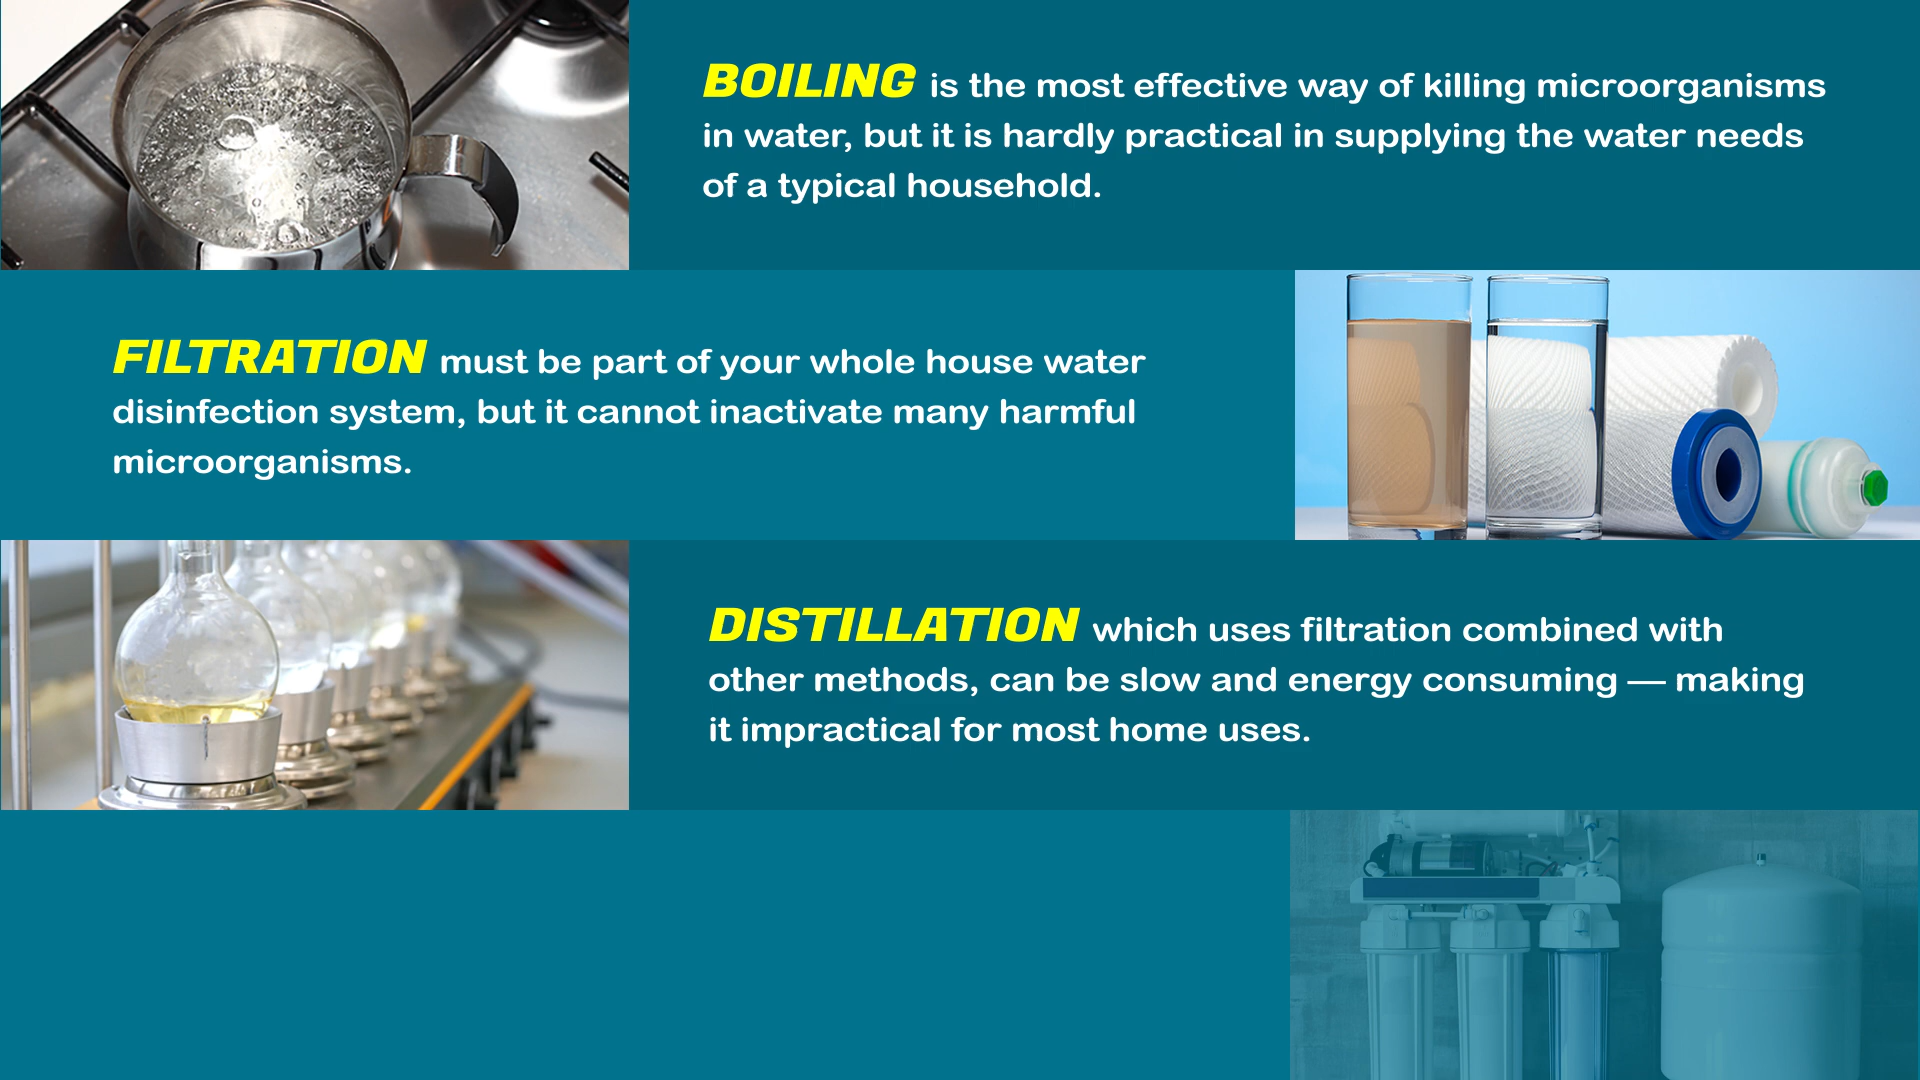 BOILING is the most effective way of killing microorganisms
in water, but it is hardly practical in supplying the water needs
of a typical household.
FILTRATION must be part of your whole house water
disinfection system, but it cannot inactivate many harmful
microorganisms.
DISTILLATION which uses filtration combined with
other methods, can be slow and energy consuming — making
it impractical for most home uses.